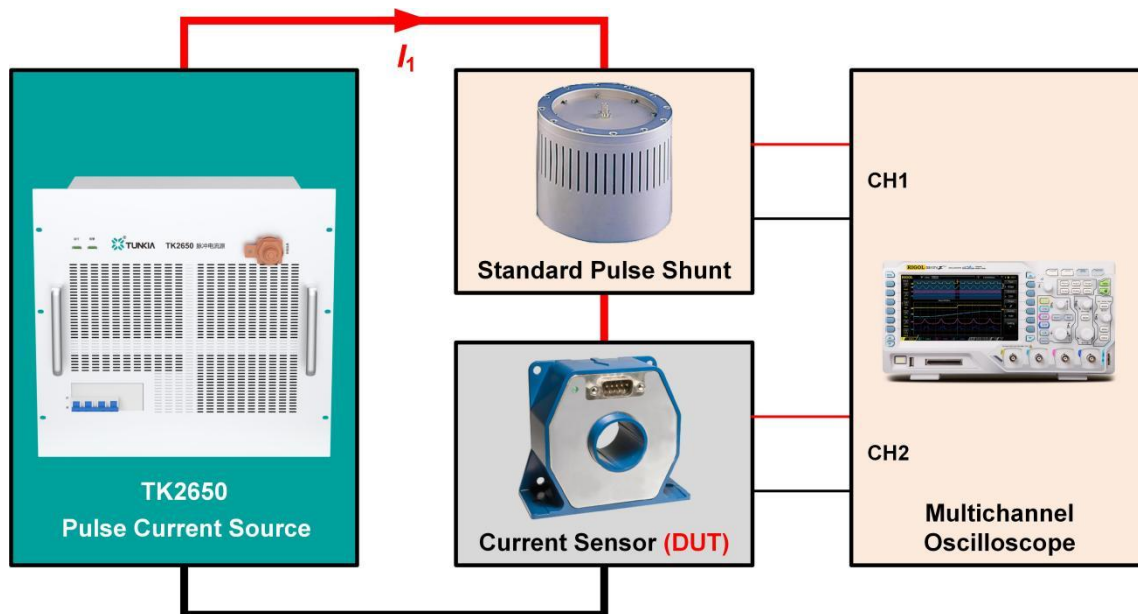 I1
TUNKIA TK2650 脉冲电流源
TK2650
Pulse Current Source
Standard Pulse Shunt
Current Sensor (DUT)
CH1
RIGOL
CH2
Multichannel
Oscilloscope